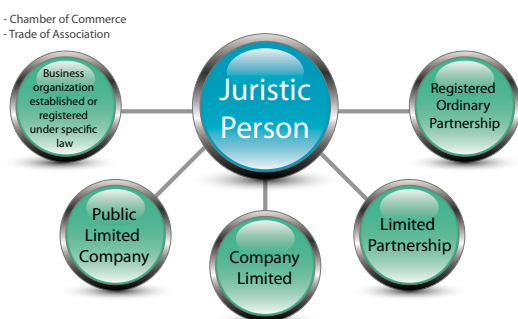 - Chamber of Commerce
- Trade of Association
Business
organization
established or
registered
under specific
law
Juristic
Person
Registered
Ordinary
Partnership
Public
Limited
Company
Company
Limited
Limited
Partnership